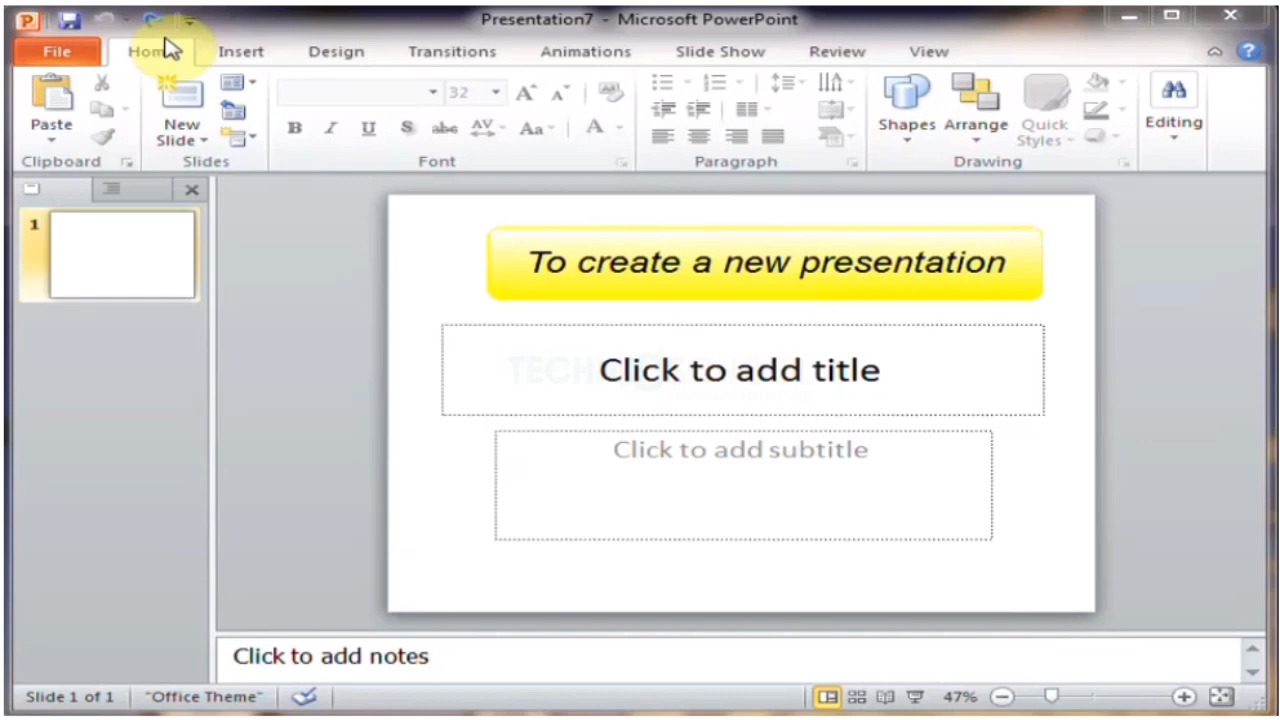 Presentation7 - Microsoft PowerPoint
File Home Insert Design Transitions Animations Slide Show Review View
Paste
New Slide
32
B I U S abc AV Aa A
Shapes Arrange Quick Styles
Editing
Clipboard Slides Font Paragraph Drawing
1
To create a new presentation
Click to add title
Click to add subtitle
Click to add notes
Slide 1 of 1 "Office Theme" 47%